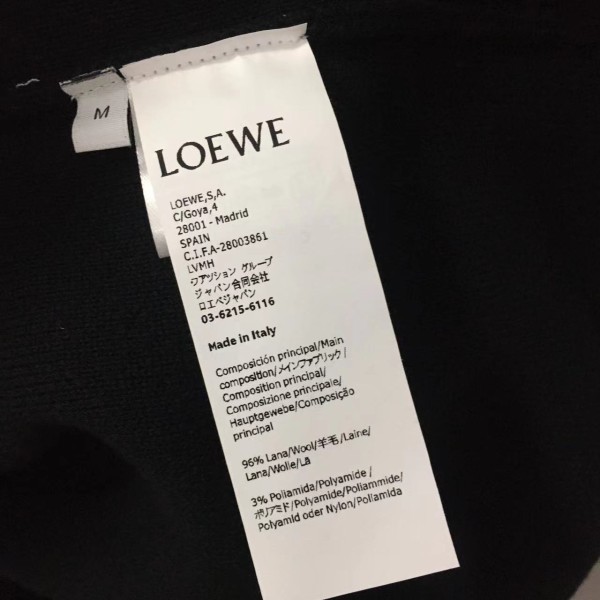 M
LOEWE
LOEWE,S,A.
C/Goya,4
28001 - Madrid
SPAIN
C.I.F.A-28003861
LVMH
ワアッション グループ
ジャパン合同会社
ロエベジャパン
03-6215-6116
Made in Italy
Composición principal/Main
composition/メインファブリック/
Composition principal/
Composizione principale/
Hauptgewebe/Composição
principal
96% Lana/Wool/羊毛/Laine/
Lana/Wolle/Lã
3% Poliamida/Polyamide/
ポリアミド/Polyamide/Poliammide/
Polyamid oder Nylon/Poliamida